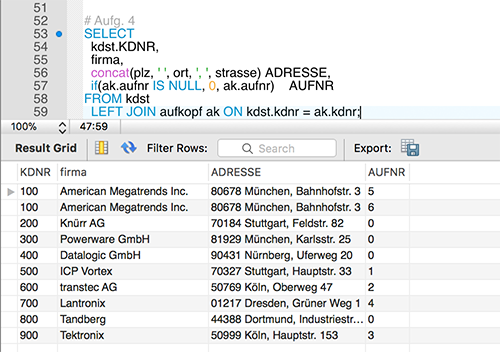 51
52 # Aufg. 4
53 SELECT
54 kdst.KDNR,
55 firma,
56 concat(plz, ' ', ort, ', ', strasse) ADRESSE,
57 if(ak.aufnr IS NULL, 0, ak.aufnr) AUFNR
58 FROM kdst
59 LEFT JOIN aufkopf ak ON kdst.kdnr = ak.kdnr;
100% 47:59
Result Grid Filter Rows: Search Export:
KDNR firma ADRESSE AUFNR
100 American Megatrends Inc. 80678 München, Bahnhofstr. 3 5
100 American Megatrends Inc. 80678 München, Bahnhofstr. 3 6
200 Knürr AG 70184 Stuttgart, Feldstr. 82 0
300 Powerware GmbH 81929 München, Karlsstr. 25 0
400 Datalogic GmbH 90431 Nürnberg, Uferweg 20 0
500 ICP Vortex 70327 Stuttgart, Hauptstr. 33 1
600 transtec AG 50769 Köln, Oberweg 47 2
700 Lantronix 01217 Dresden, Grüner Weg 1 4
800 Tandberg 44388 Dortmund, Industriestr... 0
900 Tektronix 50999 Köln, Hauptstr. 153 3